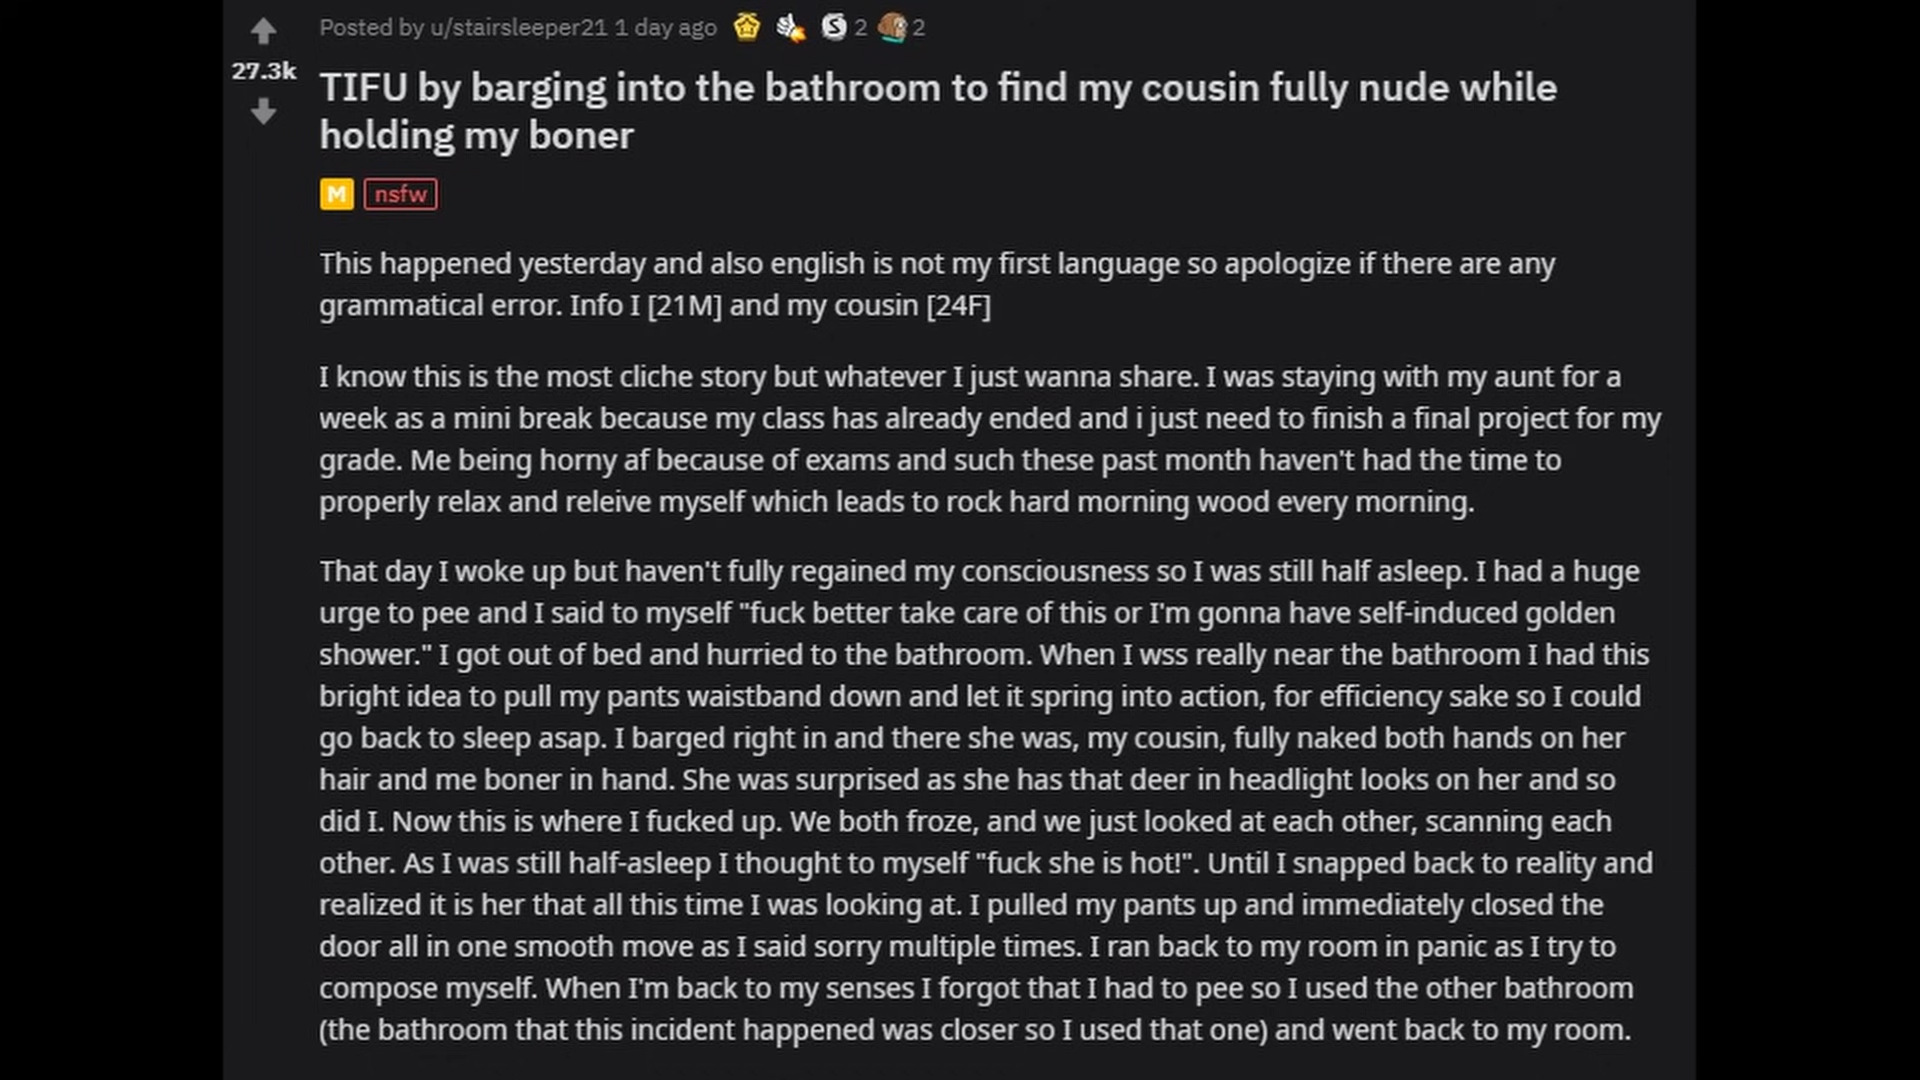 Posted by u/stairsleeper21 1 day ago 2 2
27.3k
TIFU by barging into the bathroom to find my cousin fully nude while
holding my boner
M nsfw
This happened yesterday and also english is not my first language so apologize if there are any
grammatical error. Info I [21M] and my cousin [24F]
I know this is the most cliche story but whatever I just wanna share. I was staying with my aunt for a
week as a mini break because my class has already ended and i just need to finish a final project for my
grade. Me being horny af because of exams and such these past month haven't had the time to
properly relax and releive myself which leads to rock hard morning wood every morning.
That day I woke up but haven't fully regained my consciousness so I was still half asleep. I had a huge
urge to pee and I said to myself "fuck better take care of this or I'm gonna have self-induced golden
shower." I got out of bed and hurried to the bathroom. When I wss really near the bathroom I had this
bright idea to pull my pants waistband down and let it spring into action, for efficiency sake so I could
go back to sleep asap. I barged right in and there she was, my cousin, fully naked both hands on her
hair and me boner in hand. She was surprised as she has that deer in headlight looks on her and so
did I. Now this is where I fucked up. We both froze, and we just looked at each other, scanning each
other. As I was still half-asleep I thought to myself "fuck she is hot!". Until I snapped back to reality and
realized it is her that all this time I was looking at. I pulled my pants up and immediately closed the
door all in one smooth move as I said sorry multiple times. I ran back to my room in panic as I try to
compose myself. When I'm back to my senses I forgot that I had to pee so I used the other bathroom
(the bathroom that this incident happened was closer so I used that one) and went back to my room.